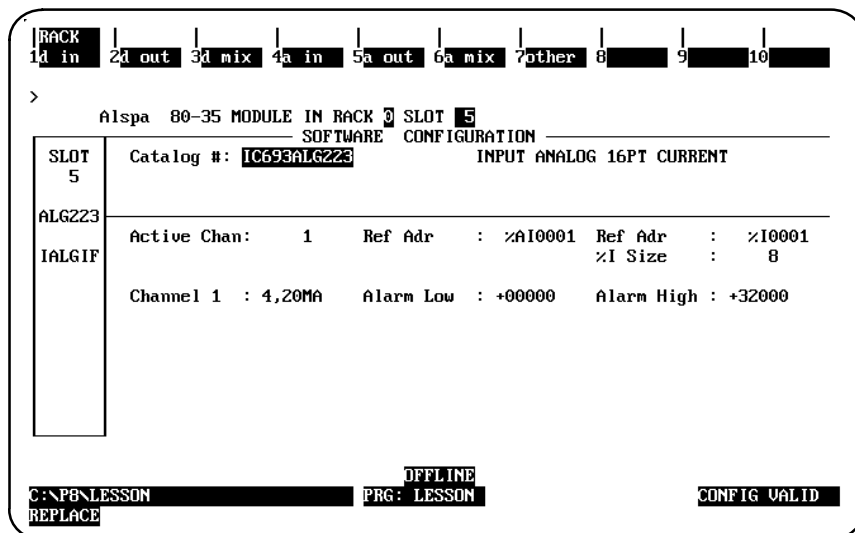 RACK
1d in 2d out 3d mix 4a in 5a out 6a mix 7other 8 9 10
>
Alspa 80-35 MODULE IN RACK 0 SLOT 5
SOFTWARE CONFIGURATION
SLOT Catalog #: IC693ALG223 INPUT ANALOG 16PT CURRENT
5
ALG223
Active Chan: 1 Ref Adr : %AI0001 Ref Adr : %I0001
IALGIF %I Size : 8
Channel 1 : 4,20MA Alarm Low : +00000 Alarm High : +32000
OFFLINE
C:\P8\LESSON PRG: LESSON CONFIG VALID
REPLACE